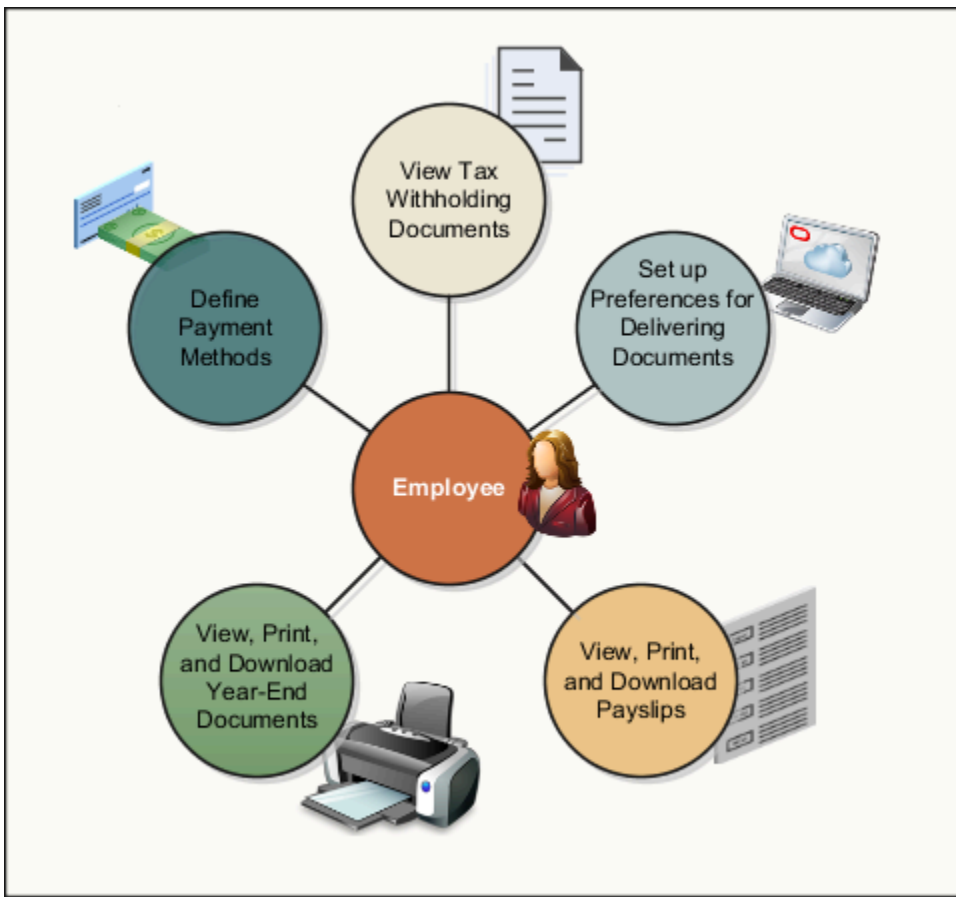 View Tax
Withholding
Documents
Set up
Preferences for
Delivering
Documents
Define
Payment
Methods
Employee
View, Print,
and Download
Year-End
Documents
View, Print,
and Download
Payslips